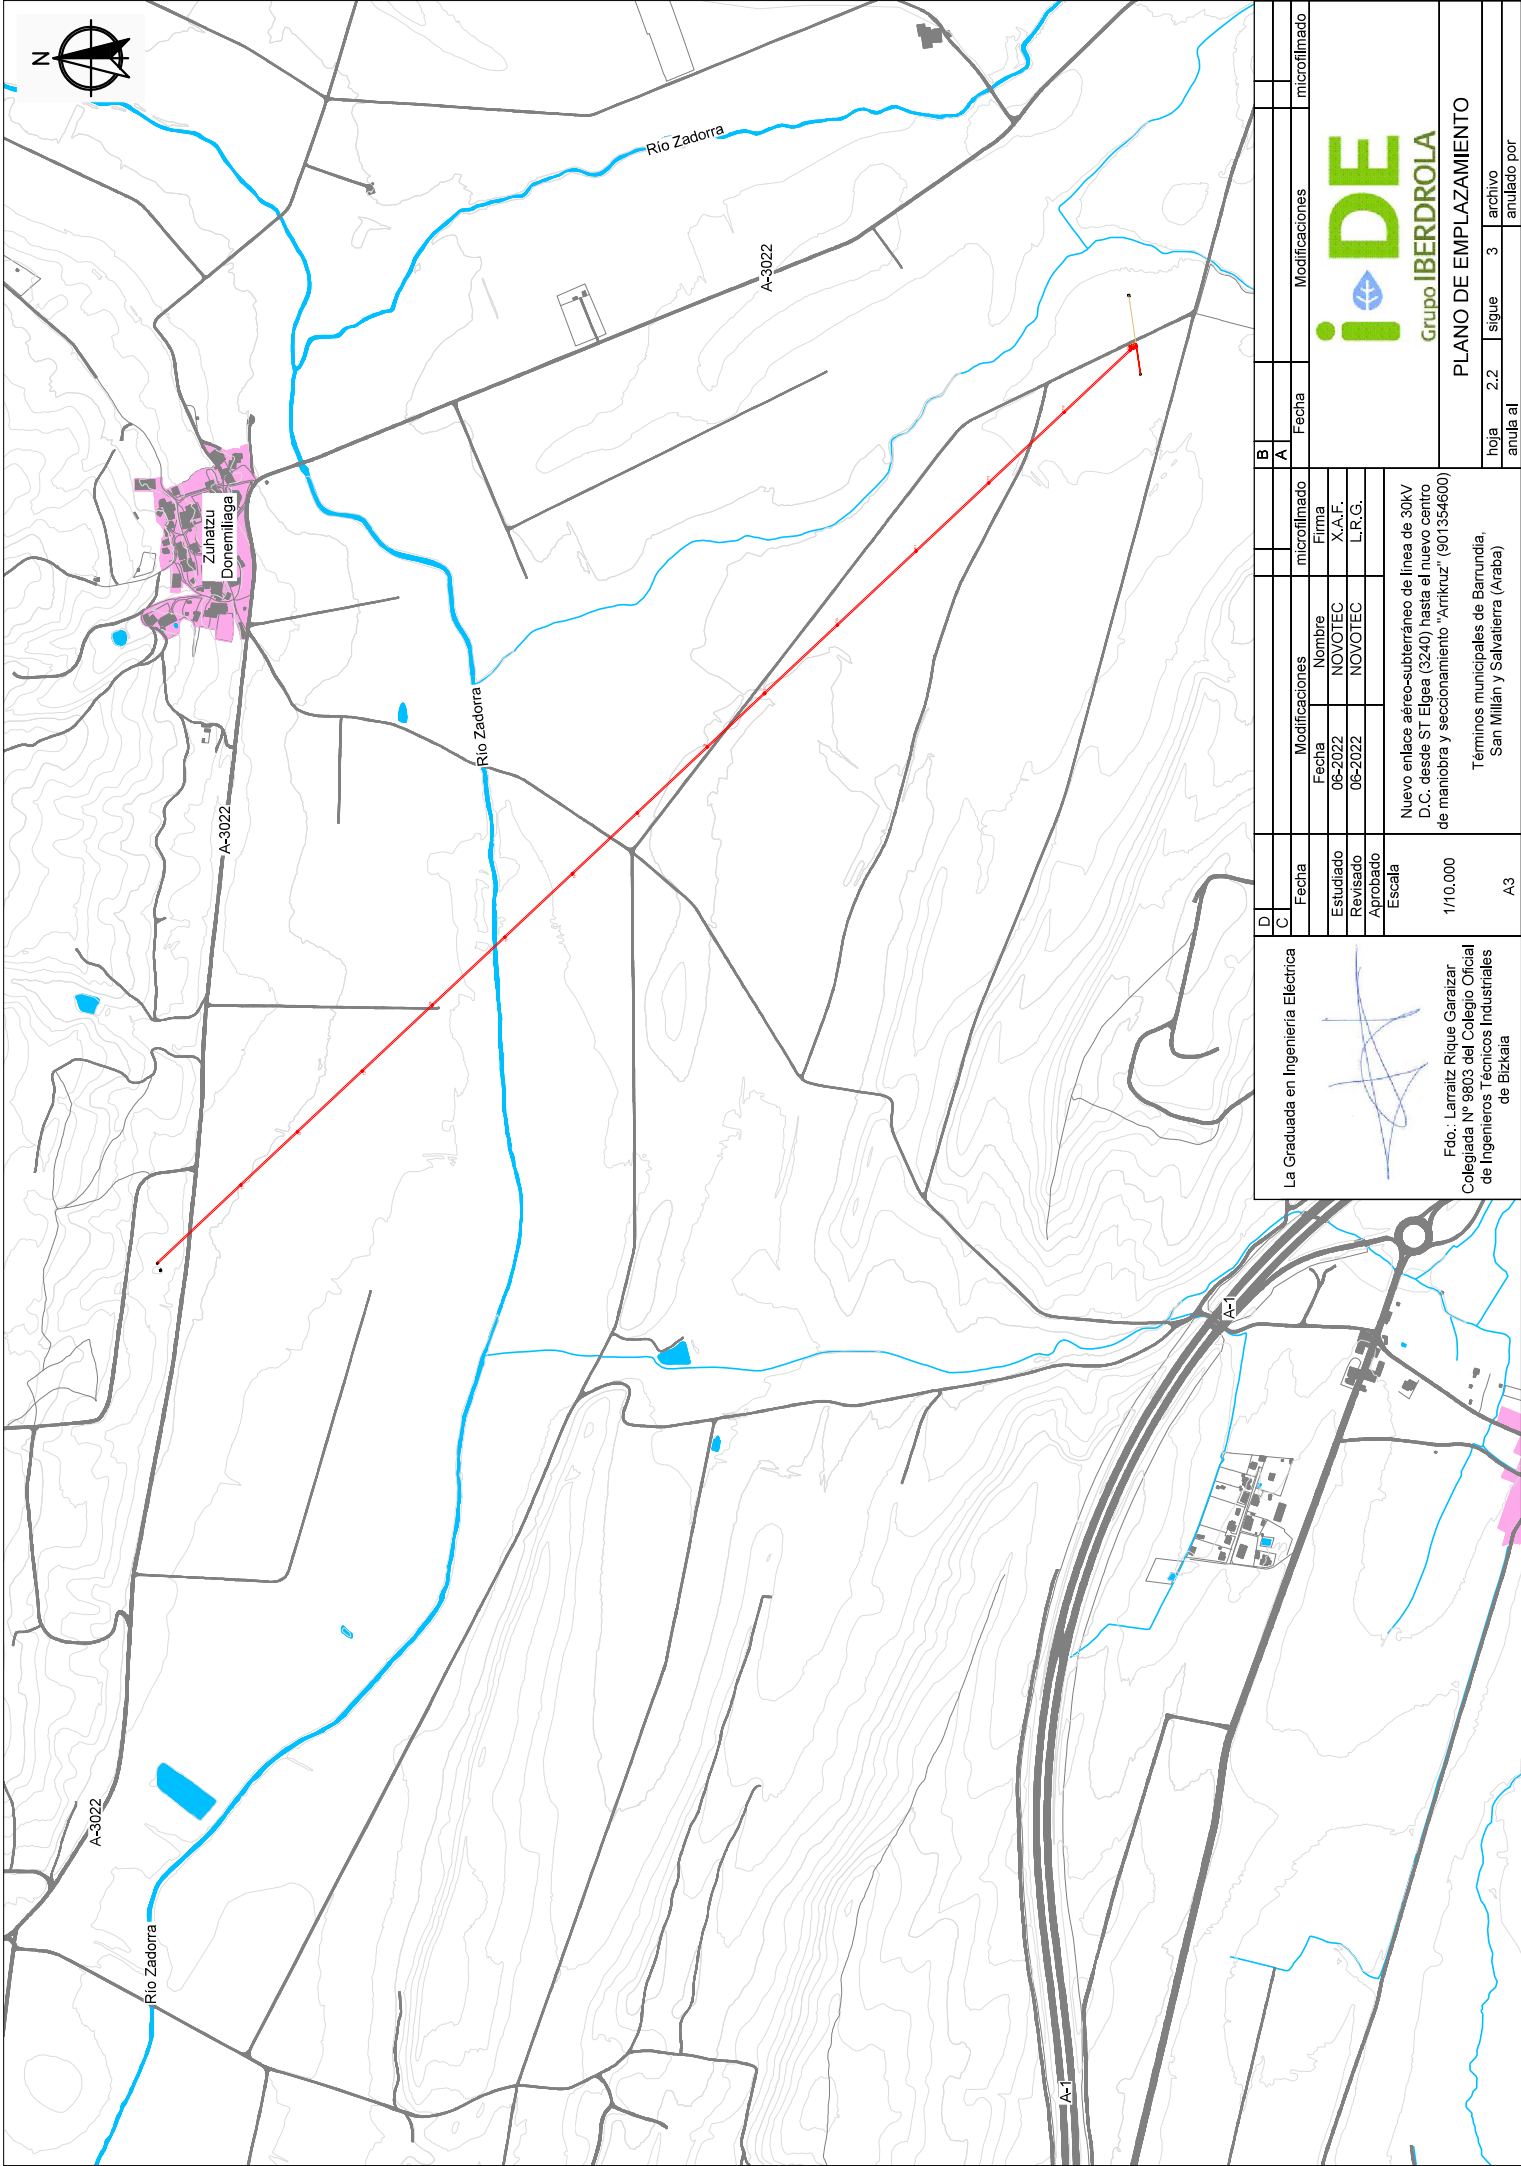 N
Río Zadorra
A-3022
Zuhatzu
Donemiliaga
A-3022
Río Zadorra
A-3022
Río Zadorra
A-1
A-1
La Graduada en Ingeniería Eléctrica
Fdo.: Larraitz Rique Garaizar
Colegiada Nº 9803 del Colegio Oficial
de Ingenieros Técnicos Industriales
de Bizkaia
D
B
C
A
Fecha
Modificaciones
microfilmado
Fecha
Modificaciones
microfilmado
Fecha
Nombre
Firma
Estudiado
06-2022
NOVOTEC
X.A.F.
Revisado
06-2022
NOVOTEC
L.R.G.
Aprobado
Escala
1/10.000
A3
Nuevo enlace aéreo-subterráneo de línea de 30kV
D.C. desde ST Elgea (3240) hasta el nuevo centro
de maniobra y seccionamiento "Arrikruz" (901354600)
Términos municipales de Barrundia,
San Millán y Salvatierra (Araba)
i DE
Grupo IBERDROLA
PLANO DE EMPLAZAMIENTO
hoja 2.2
sigue 3
archivo
anula al
anulado por